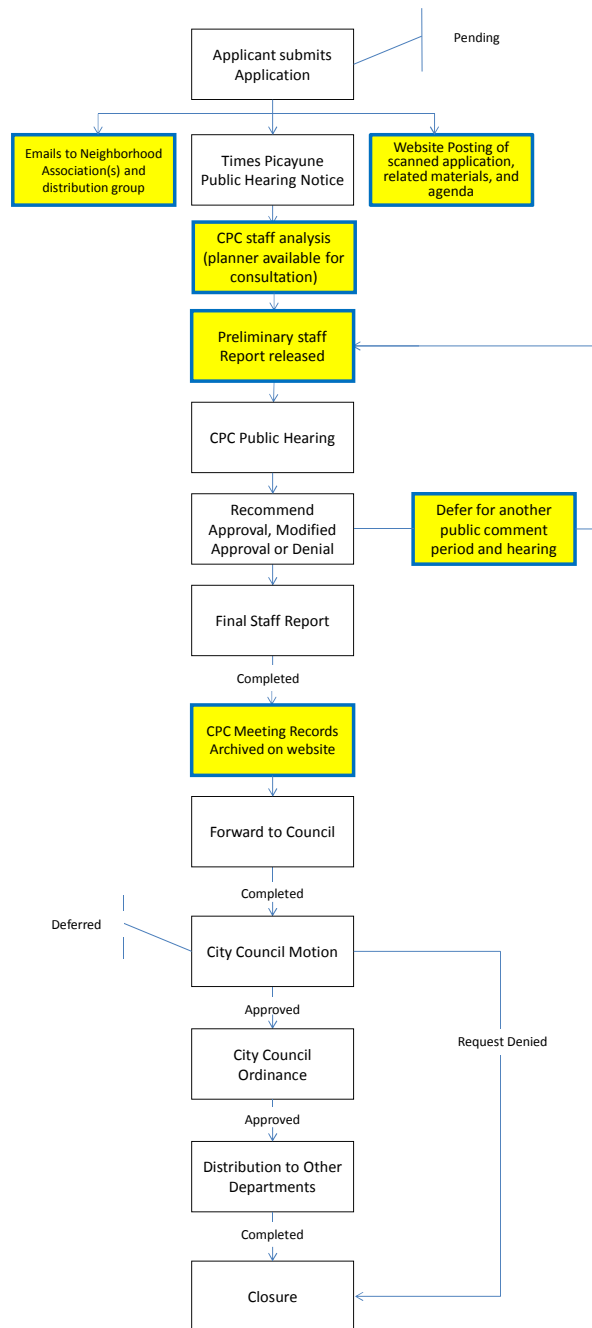 Pending
Applicant submits
Application
Emails to Neighborhood
Association(s) and
distribution group
Times Picayune
Public Hearing Notice
Website Posting of
scanned application,
related materials, and
agenda
CPC staff analysis
(planner available for
consultation)
Preliminary staff
Report released
CPC Public Hearing
Recommend
Approval, Modified
Approval or Denial
Defer for another
public comment
period and hearing
Final Staff Report
Completed
CPC Meeting Records
Archived on website
Forward to Council
Completed
Deferred
City Council Motion
Approved
Request Denied
City Council
Ordinance
Approved
Distribution to Other
Departments
Completed
Closure